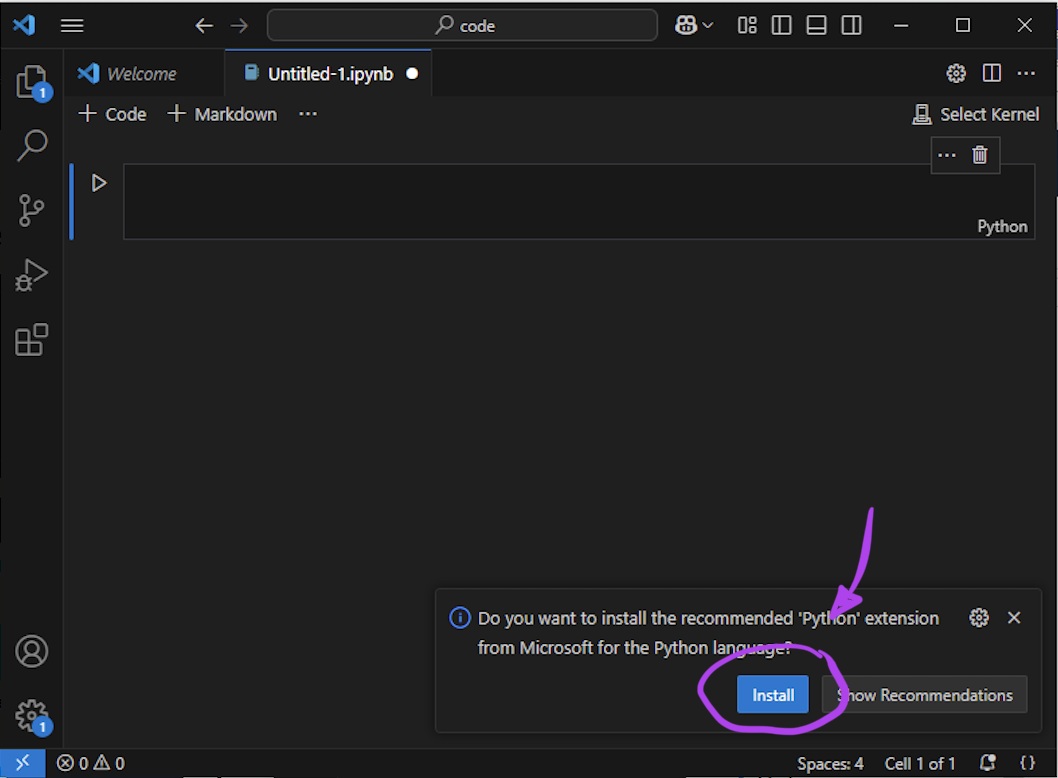 code
Welcome
Untitled-1.ipynb
1
+ Code + Markdown ...
Select Kernel
...
Python
Do you want to install the recommended 'Python' extension
from Microsoft for the Python language?
Install
Show Recommendations
1
0 0
Spaces: 4 Cell 1 of 1 {}